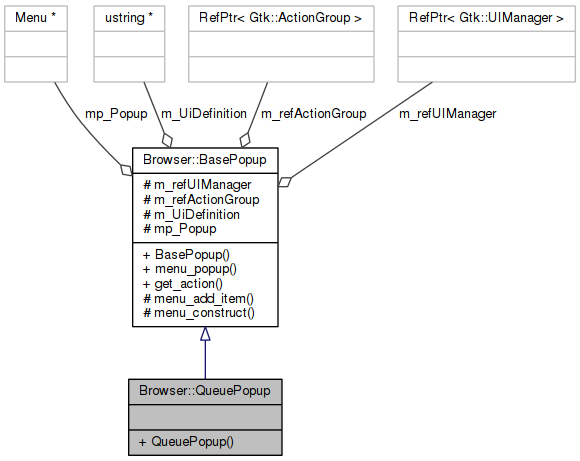 Menu *
ustring *
RefPtr< Gtk::ActionGroup >
RefPtr< Gtk::UIManager >
mp_Popup
m_UiDefinition
m_refActionGroup
m_refUIManager
Browser::BasePopup
# m_refUIManager
# m_refActionGroup
# m_UiDefinition
# mp_Popup
+ BasePopup()
+ menu_popup()
+ get_action()
# menu_add_item()
# menu_construct()
Browser::QueuePopup
+ QueuePopup()